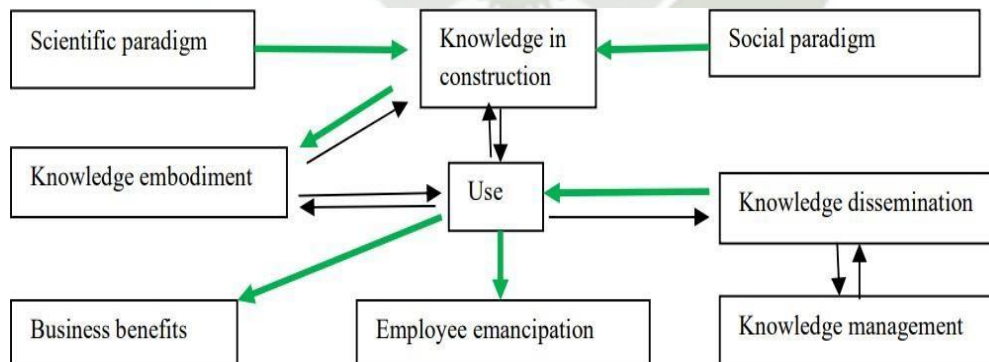 Scientific paradigm
Knowledge in
construction
Social paradigm
Knowledge embodiment
Use
Knowledge dissemination
Business benefits
Employee emancipation
Knowledge management